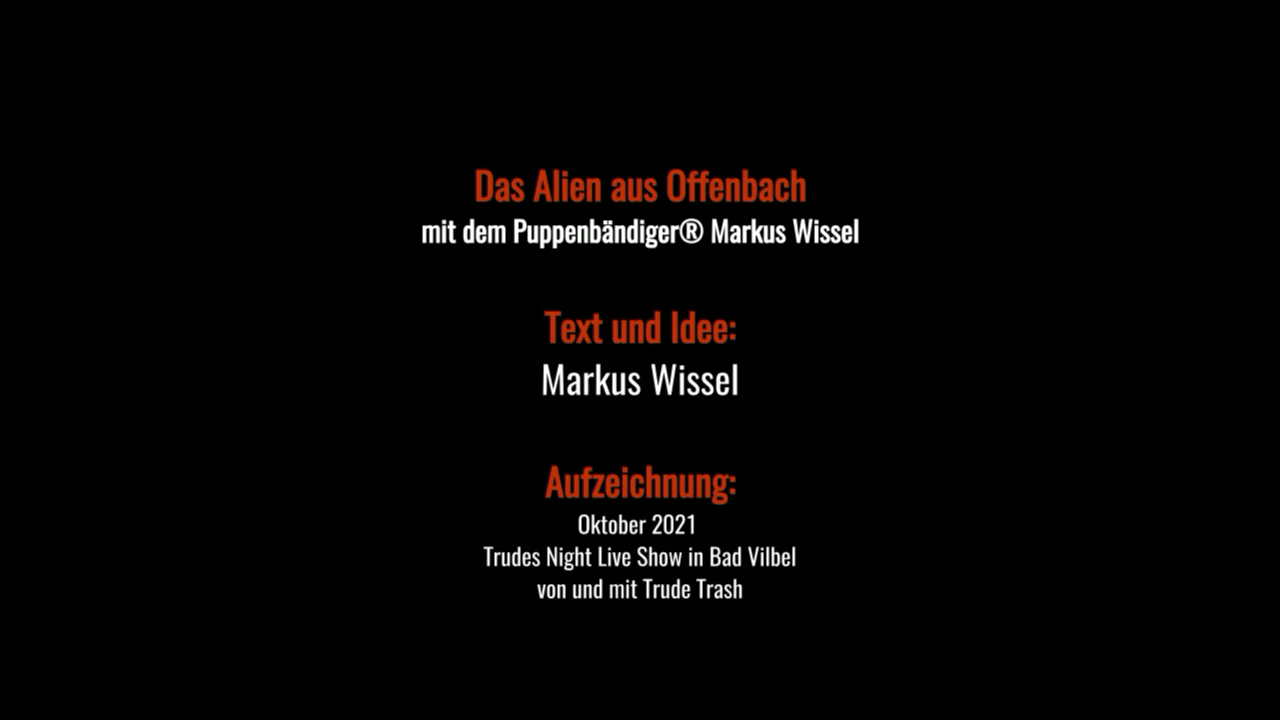 Das Alien aus Offenbach
mit dem Puppenbändiger® Markus Wissel
Text und Idee:
Markus Wissel
Aufzeichnung:
Oktober 2021
Trudes Night Live Show in Bad Vilbel
von und mit Trude Trash